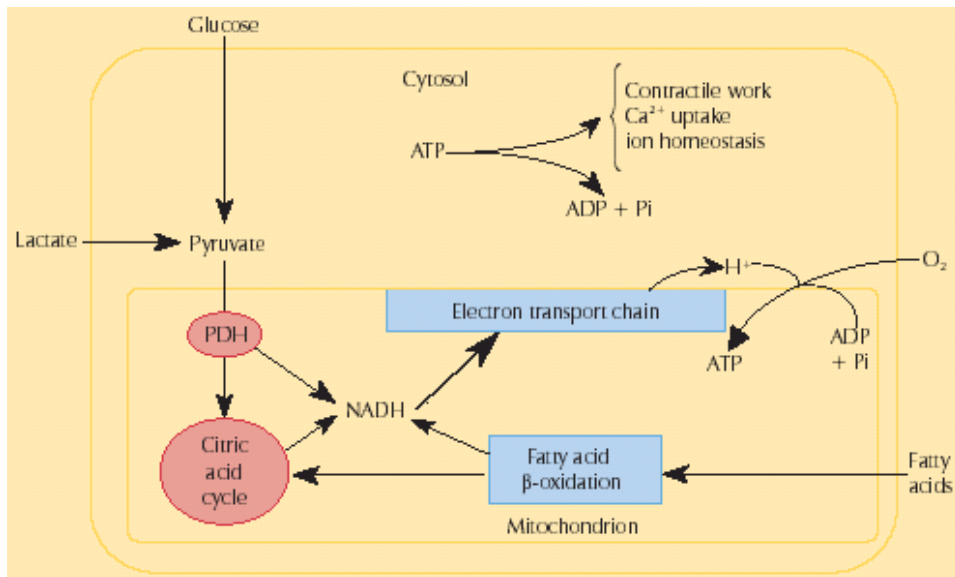 Glucose
Cytosol
Contractile work
Ca²⁺ uptake
ion homeostasis
ATP
ADP + Pi
Lactate
Pyruvate
H⁺
O₂
Electron transport chain
PDH
ATP
ADP
+ Pi
NADH
Citric
acid
cycle
Fatty acid
β-oxidation
Fatty
acids
Mitochondrion